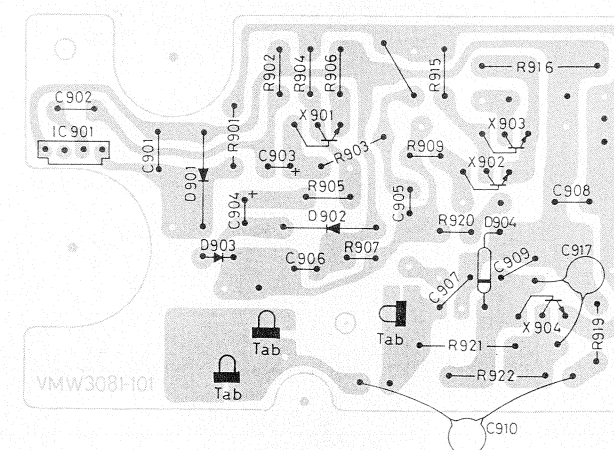 R902
R904
R906
R915
R916
C902
X901
X903
IC901
C901
R901
C903
+
R903
R909
X902
D901
C904
+
R905
C905
C908
D902
R920
D904
D903
C906
R907
C907
C909
C917
X904
R919
Tab
Tab
R921
VMW3081-101
Tab
R922
C910